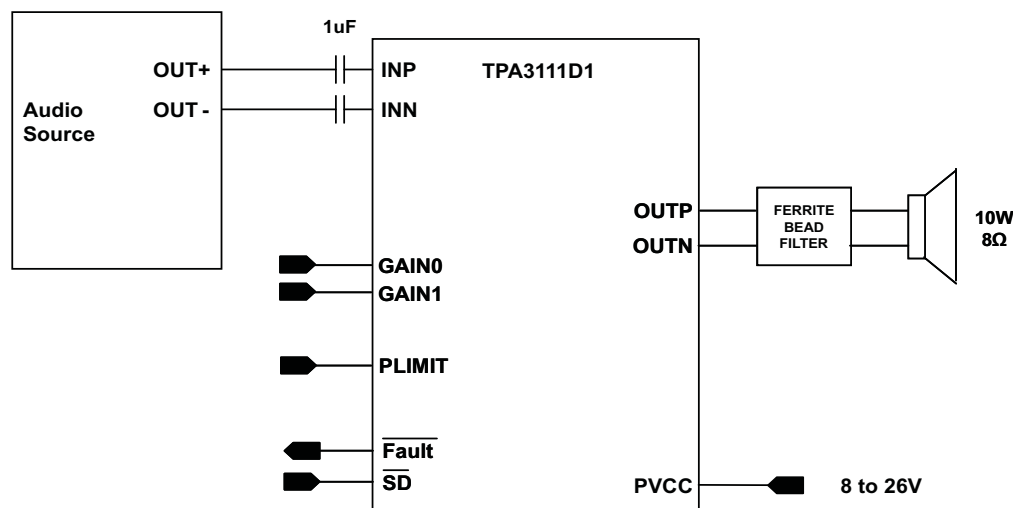 1uF
OUT+
INP
TPA3111D1
Audio
Source
OUT -
INN
OUTP
OUTN
FERRITE
BEAD
FILTER
10W
8Ω
GAIN0
GAIN1
PLIMIT
Fault
SD
PVCC
8 to 26V